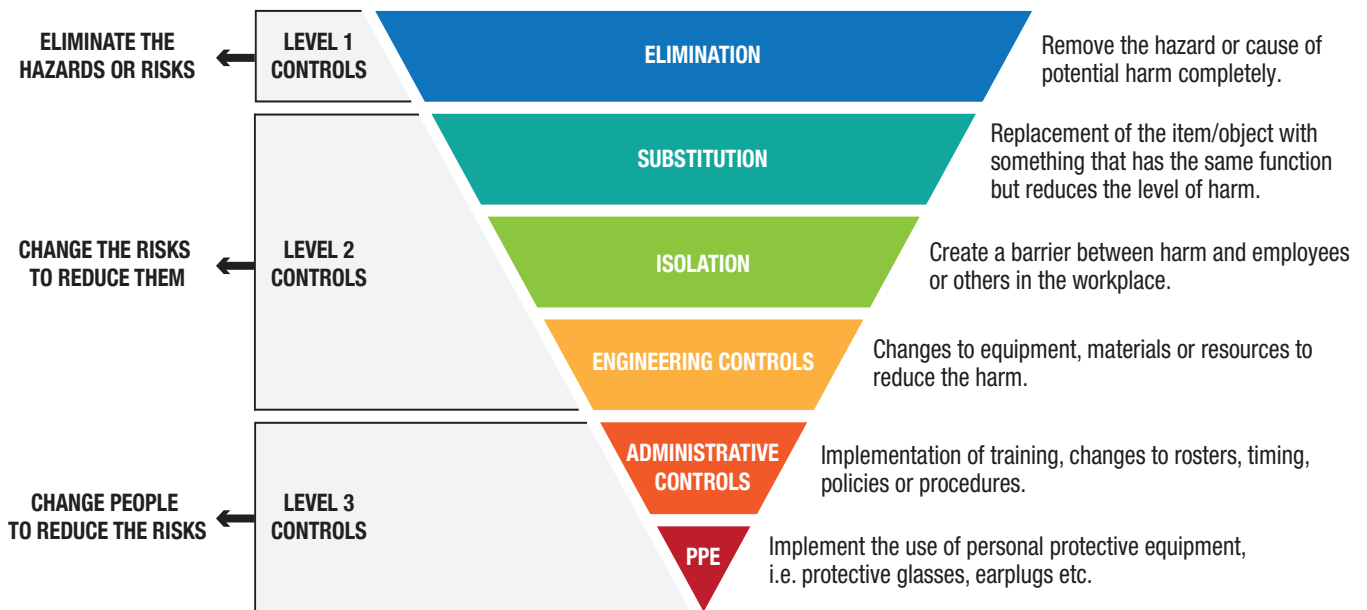 ELIMINATE THE
HAZARDS OR RISKS
LEVEL 1
CONTROLS
ELIMINATION
Remove the hazard or cause of
potential harm completely.
SUBSTITUTION
Replacement of the item/object with
something that has the same function
but reduces the level of harm.
CHANGE THE RISKS
TO REDUCE THEM
LEVEL 2
CONTROLS
ISOLATION
Create a barrier between harm and employees
or others in the workplace.
ENGINEERING CONTROLS
Changes to equipment, materials or resources to
reduce the harm.
ADMINISTRATIVE
CONTROLS
Implementation of training, changes to rosters, timing,
policies or procedures.
CHANGE PEOPLE
TO REDUCE THE RISKS
LEVEL 3
CONTROLS
PPE
Implement the use of personal protective equipment,
i.e. protective glasses, earplugs etc.